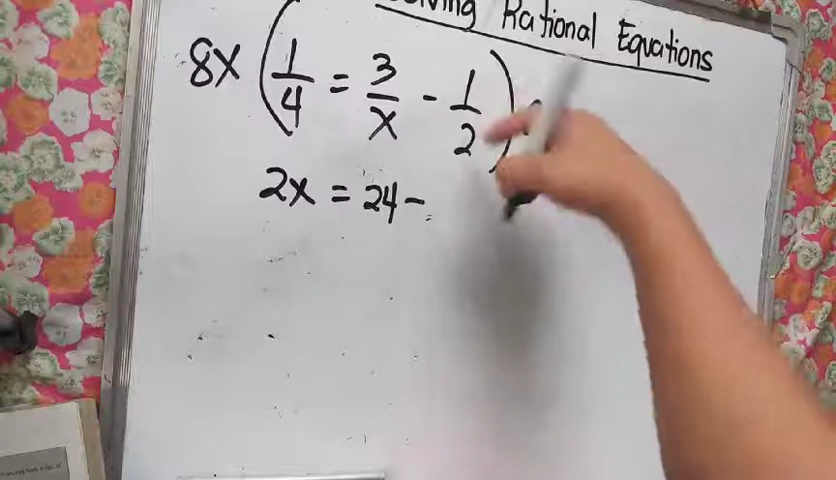 Rational Equations
8x ( 1/4 = 3/x - 1/2 )
2x = 24 -